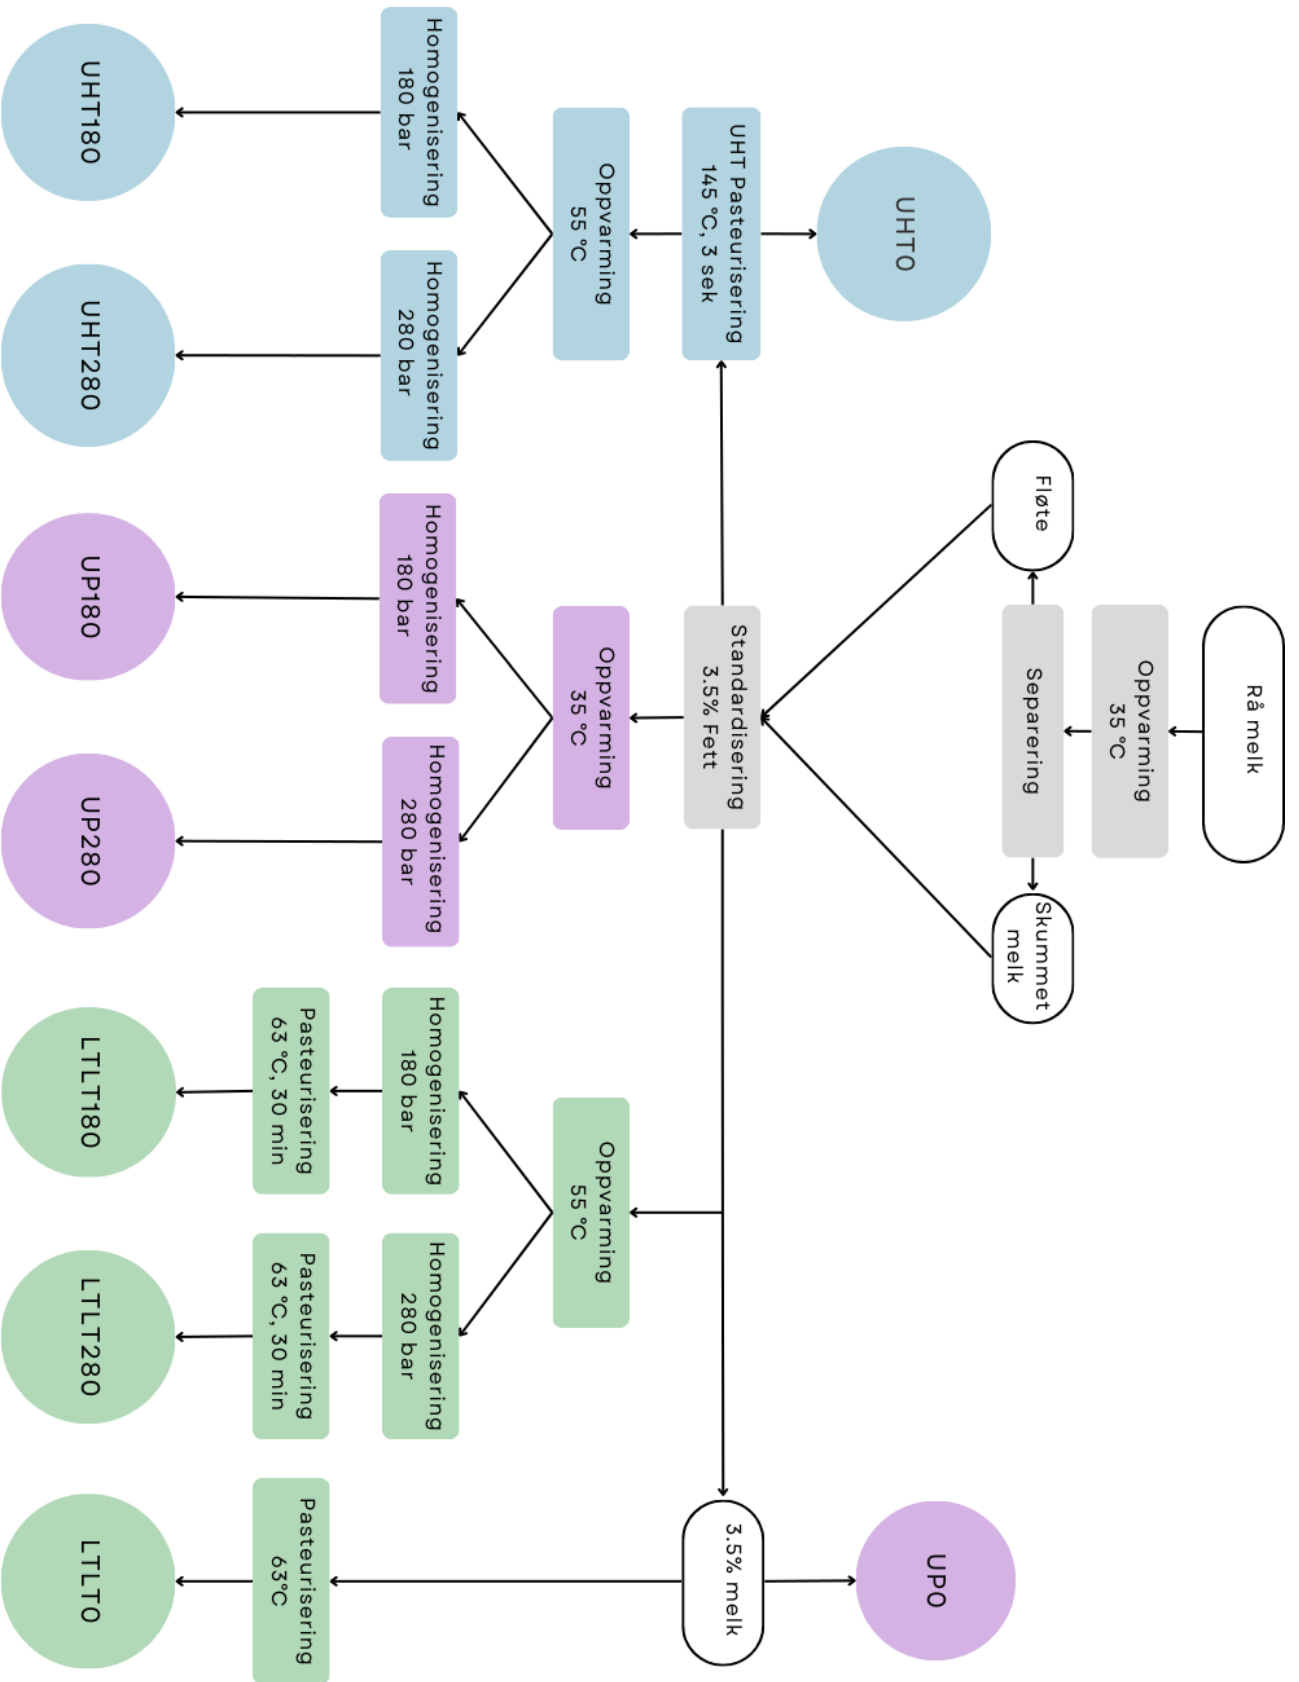 Rå melk
Oppvarming
35 °C
Fløte
Separering
Skummet
melk
UHT0
UP0
UHT Pasteurisering
145 °C, 3 sek
Standardisering
3.5% Fett
3.5% melk
Oppvarming
55 °C
Oppvarming
35 °C
Oppvarming
55 °C
Homogenisering
180 bar
Homogenisering
280 bar
Homogenisering
180 bar
Homogenisering
280 bar
Homogenisering
180 bar
Homogenisering
280 bar
Pasteurisering
63 °C, 30 min
Pasteurisering
63 °C, 30 min
Pasteurisering
63°C
UHT180
UHT280
UP180
UP280
LTLT180
LTLT280
LTLT0